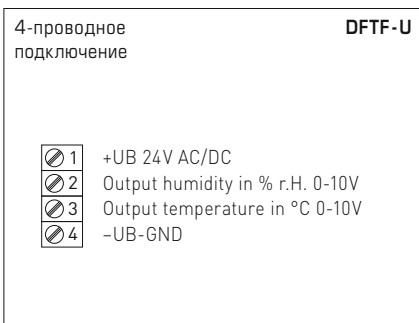 4-проводное DFTF-U
подключение
1 +UB 24V AC/DC
2 Output humidity in % r.H. 0-10V
3 Output temperature in °C 0-10V
4 –UB-GND